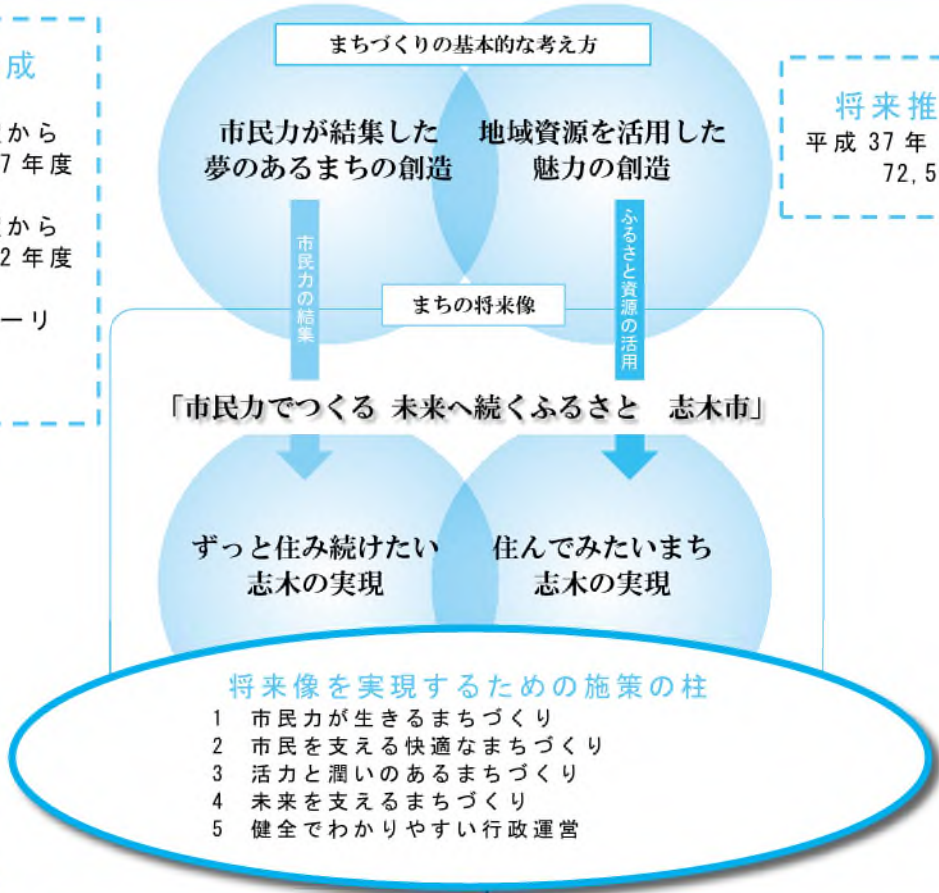 まちづくりの基本的な考え方
成
から
7年度
から
2年度
ーリ
市民力が結集した
夢のあるまちの創造
地域資源を活用した
魅力の創造
将来推
平成 37 年
72,5
市民力の結集
ふるさと資源の活用
まちの将来像
「市民力でつくる 未来へ続くふるさと 志木市」
ずっと住み続けたい
志木の実現
住んでみたいまち
志木の実現
将来像を実現するための施策の柱
1 市民力が生きるまちづくり
2 市民を支える快適なまちづくり
3 活力と潤いのあるまちづくり
4 未来を支えるまちづくり
5 健全でわかりやすい行政運営